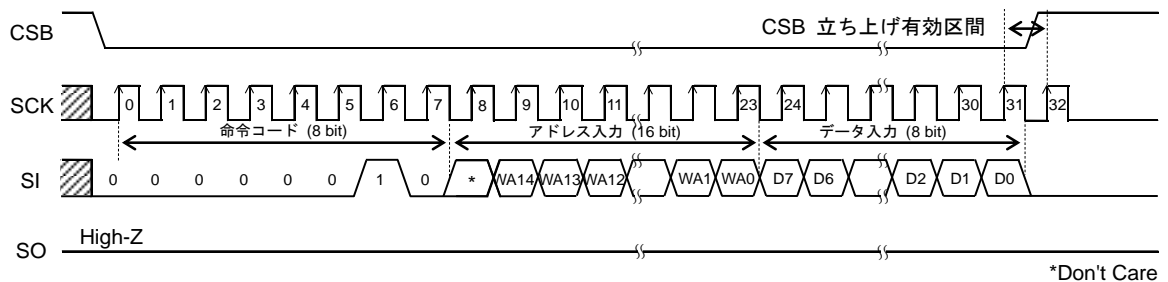 CSB
CSB 立ち上げ有効区間
SCK
0 1 2 3 4 5 6 7 8 9 10 11 23 24 30 31 32
命令コード (8 bit) アドレス入力 (16 bit) データ入力 (8 bit)
SI
0 0 0 0 0 0 1 0 * WA14 WA13 WA12 WA1 WA0 D7 D6 D2 D1 D0
High-Z
SO
*Don't Care